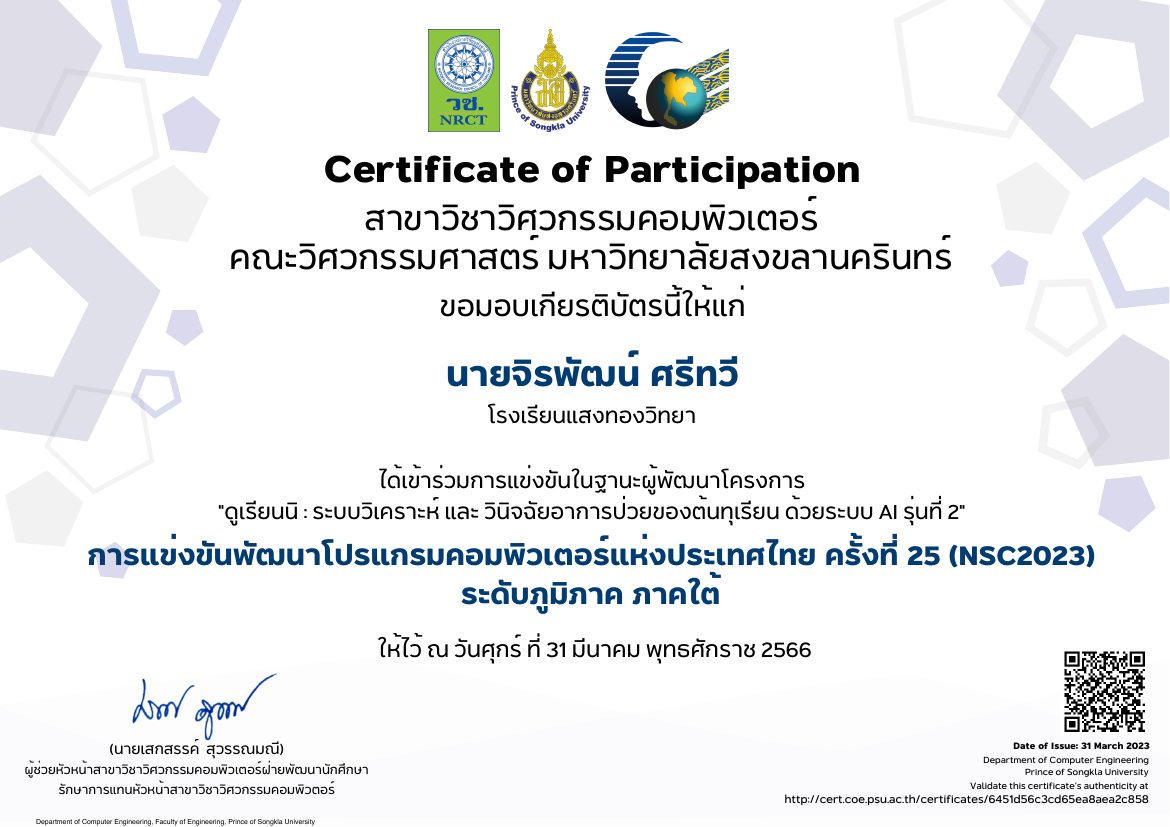 วช.
NRCT
Prince of Songkla University
Certificate of Participation
สาขาวิชาวิศวกรรมคอมพิวเตอร์
คณะวิศวกรรมศาสตร์ มหาวิทยาลัยสงขลานครินทร์
ขอมอบเกียรติบัตรนี้ให้แก่
นายจิรพัฒน์ ศรีทวี
โรงเรียนแสงทองวิทยา
ได้เข้าร่วมการแข่งขันในฐานะผู้พัฒนาโครงการ
"ดูเรียนนิ : ระบบวิเคราะห์ และ วินิจฉัยอาการป่วยของต้นทุเรียน ด้วยระบบ AI รุ่นที่ 2"
การแข่งขันพัฒนาโปรแกรมคอมพิวเตอร์แห่งประเทศไทย ครั้งที่ 25 (NSC2023)
ระดับภูมิภาค ภาคใต้
ให้ไว้ ณ วันศุกร์ ที่ 31 มีนาคม พุทธศักราช 2566
(นายเสกสรรค์ สุวรรณมณี)
ผู้ช่วยหัวหน้าสาขาวิชาวิศวกรรมคอมพิวเตอร์ฝ่ายพัฒนานักศึกษา
รักษาการแทนหัวหน้าสาขาวิชาวิศวกรรมคอมพิวตอร์
Department of Computer Engineering, Faculty of Engineering, Prince of Songkla University
Date of Issue: 31 March 2023
Department of Computer Engineering
Prince of Songkla University
Validate this certificate's authenticity at
http://cert.coe.psu.ac.th/certificates/6451d56c3cd65ea8aea2c858